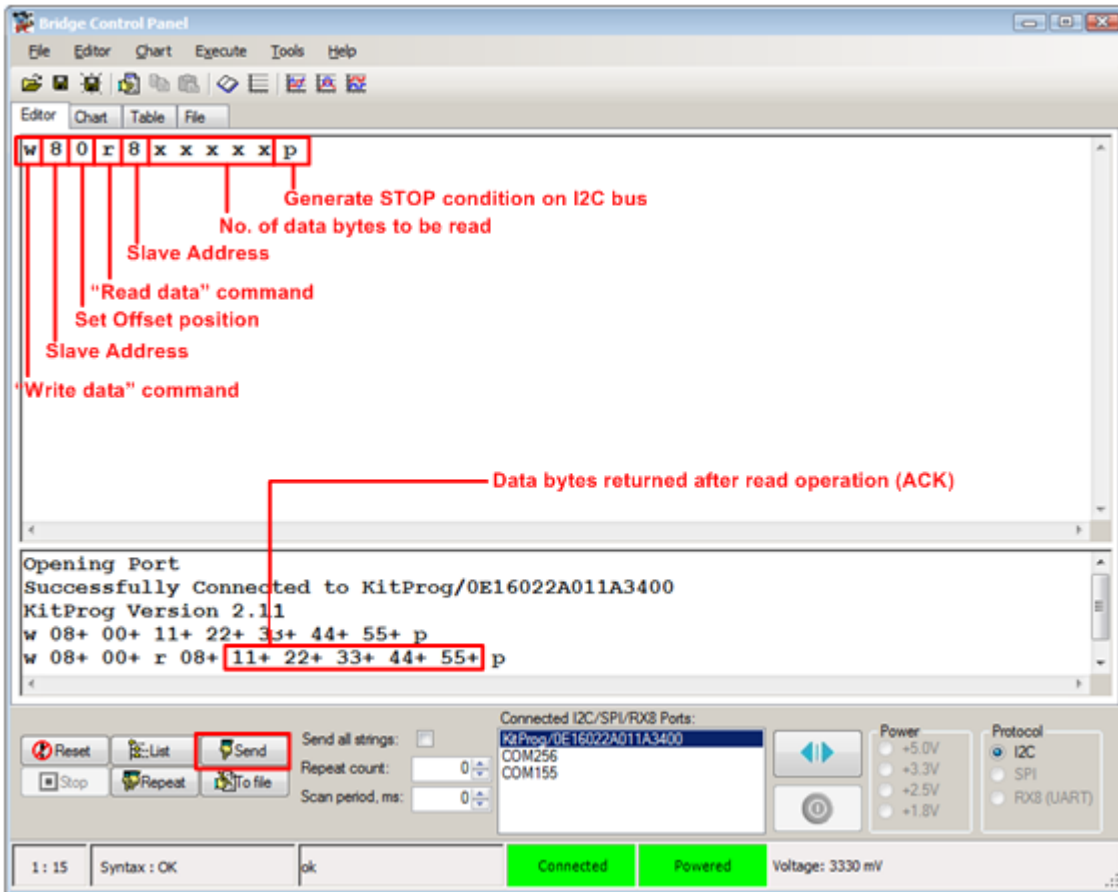 Bridge Control Panel
File Editor Chart Execute Tools Help
Editor Chart Table File
w 8 0 r 8 x x x x x p
Generate STOP condition on I2C bus
No. of data bytes to be read
Slave Address
“Read data” command
Set Offset position
Slave Address
“Write data” command
Data bytes returned after read operation (ACK)
Opening Port
Successfully Connected to KitProg/0E16022A011A3400
KitProg Version 2.11
w 08+ 00+ 11+ 22+ 33+ 44+ 55+ p
w 08+ 00+ r 08+ 11+ 22+ 33+ 44+ 55+ p
Connected I2C/SPI/RX8 Ports:
Reset List Send
Stop Repeat To file
Send all strings:
Repeat count: 0
Scan period, ms: 0
KitProg/0E16022A011A3400
COM256
COM155
Power
+5.0V
+3.3V
+2.5V
+1.8V
Protocol
I2C
SPI
RX8 (UART)
1 : 15 Syntax : OK ok Connected Powered Voltage: 3330 mV